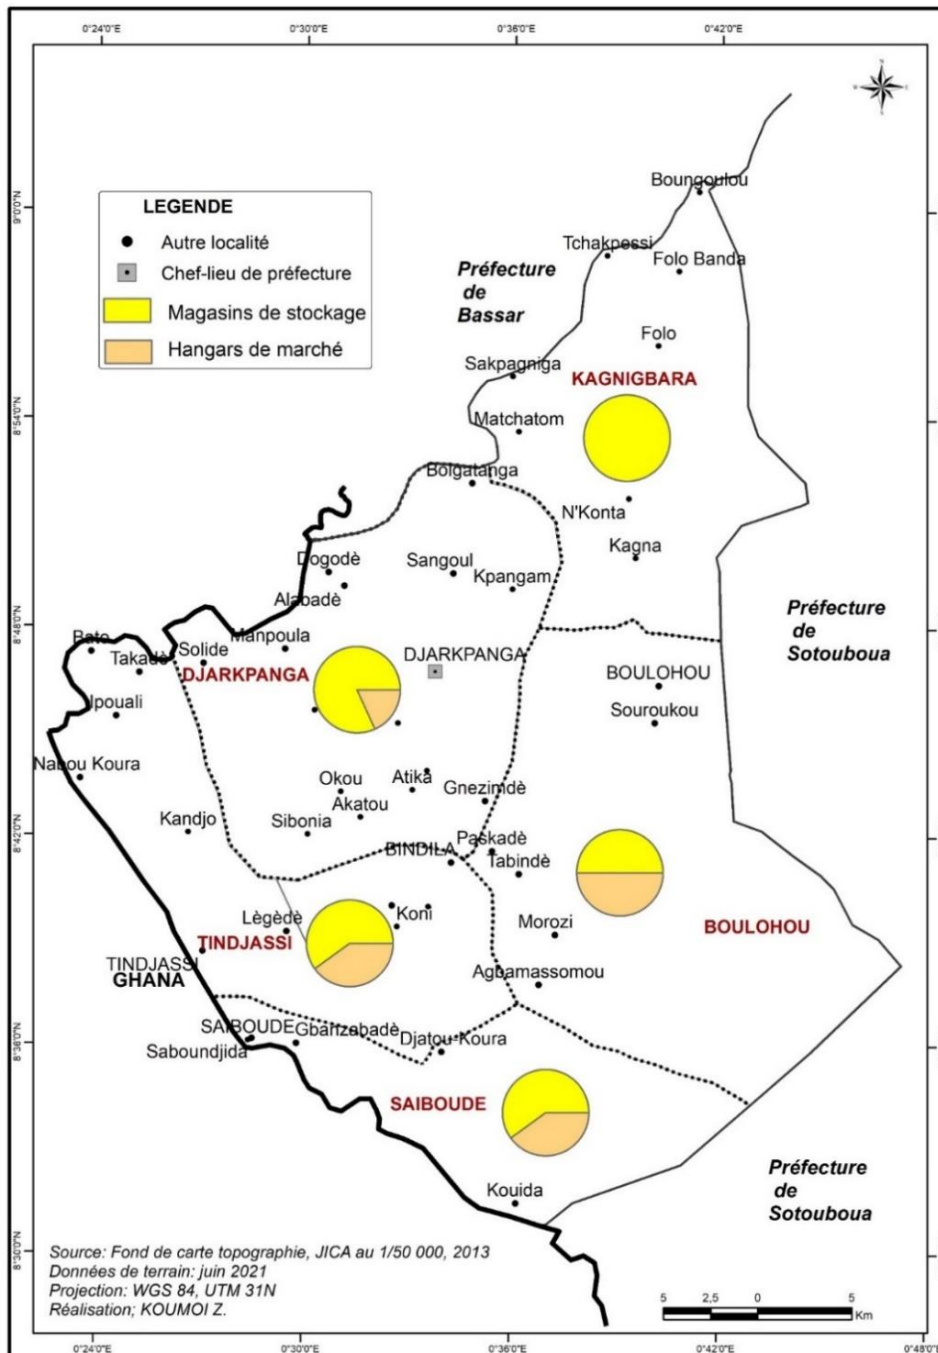 0°24'0"E
0°30'0"E
0°36'0"E
0°42'0"E
N
W
E
S
9°0'0"N
8°54'0"N
8°48'0"N
8°42'0"N
8°36'0"N
8°30'0"N
LEGENDE
Autre localité
Chef-lieu de préfecture
Magasins de stockage
Hangars de marché
Boungoulou
Tchakpessi
Folo Banda
Préfecture
de
Bassar
Folo
Sakpagniga
KAGNIGBARA
Matchatom
Bolgatanga
N'Konta
Kagna
Dogodè
Sangoul
Kpangam
Alabadè
Préfecture
de
Sotouboua
Bato
Manpoula
Solide
Takadè
DJARKPANGA
DJARKPANGA
BOULOHOU
Ipouali
Souroukou
Nabou Koura
Okou
Atika
Gnezimdè
Akatou
Kandjo
Sibonia
Paskadè
BINDILA
Tabindè
Lègèdè
Koni
Morozi
BOULOHOU
TINDJASSI
TINDJASSI
GHANA
Agbamassomou
SAIBOUDE
Gbanzabadè
Djatou-Koura
Saboundjida
SAIBOUDE
Préfecture
de
Sotouboua
Kouida
Source: Fond de carte topographie, JICA au 1/50 000, 2013
Données de terrain: juin 2021
Projection: WGS 84, UTM 31N
Réalisation; KOUMOI Z.
5 2,5 0 5
Km
0°24'0"E
0°30'0"E
0°36'0"E
0°42'0"E
0°48'0"E